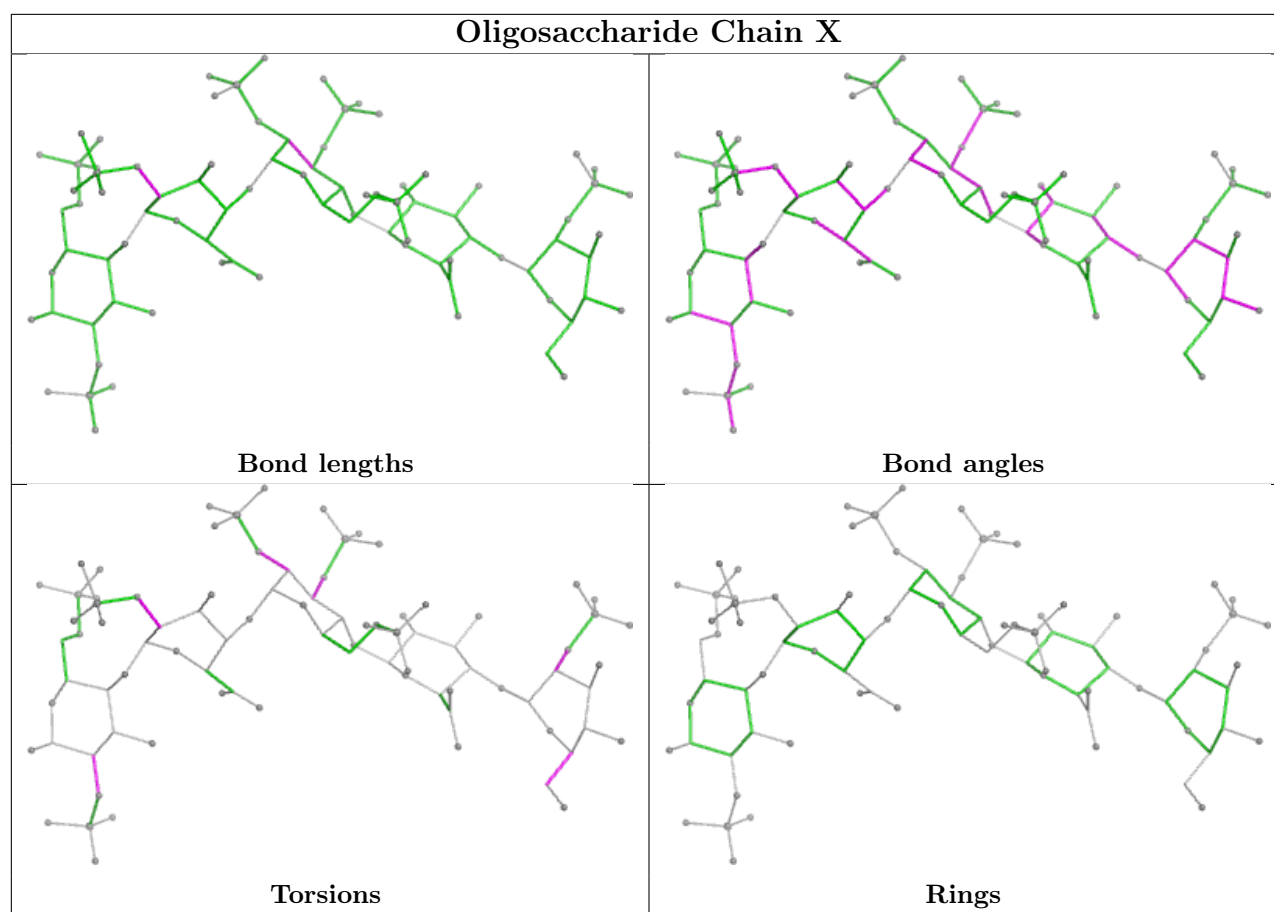 Oligosaccharide Chain X
Bond lengths
Bond angles
Torsions
Rings